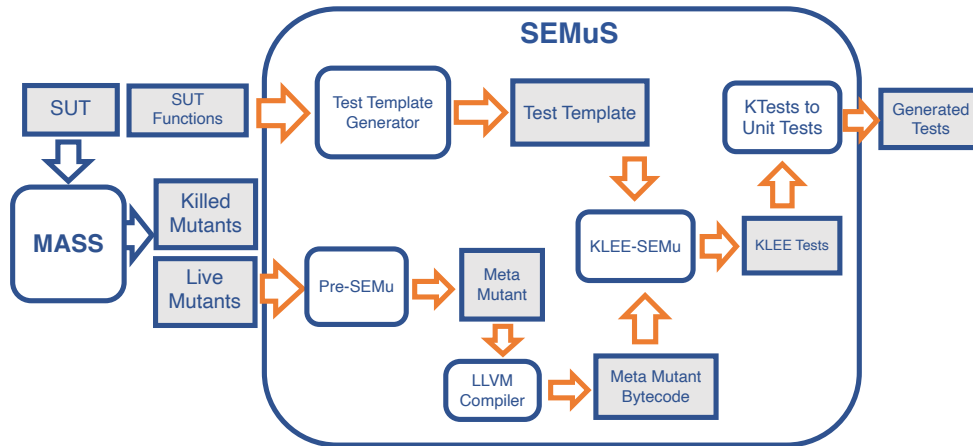 SEMuS
SUT
SUT
Functions
Test Template
Generator
Test Template
KTests to
Unit Tests
Generated
Tests
MASS
Killed
Mutants
KLEE-SEMu
KLEE Tests
Live
Mutants
Pre-SEMu
Meta
Mutant
LLVM
Compiler
Meta Mutant
Bytecode